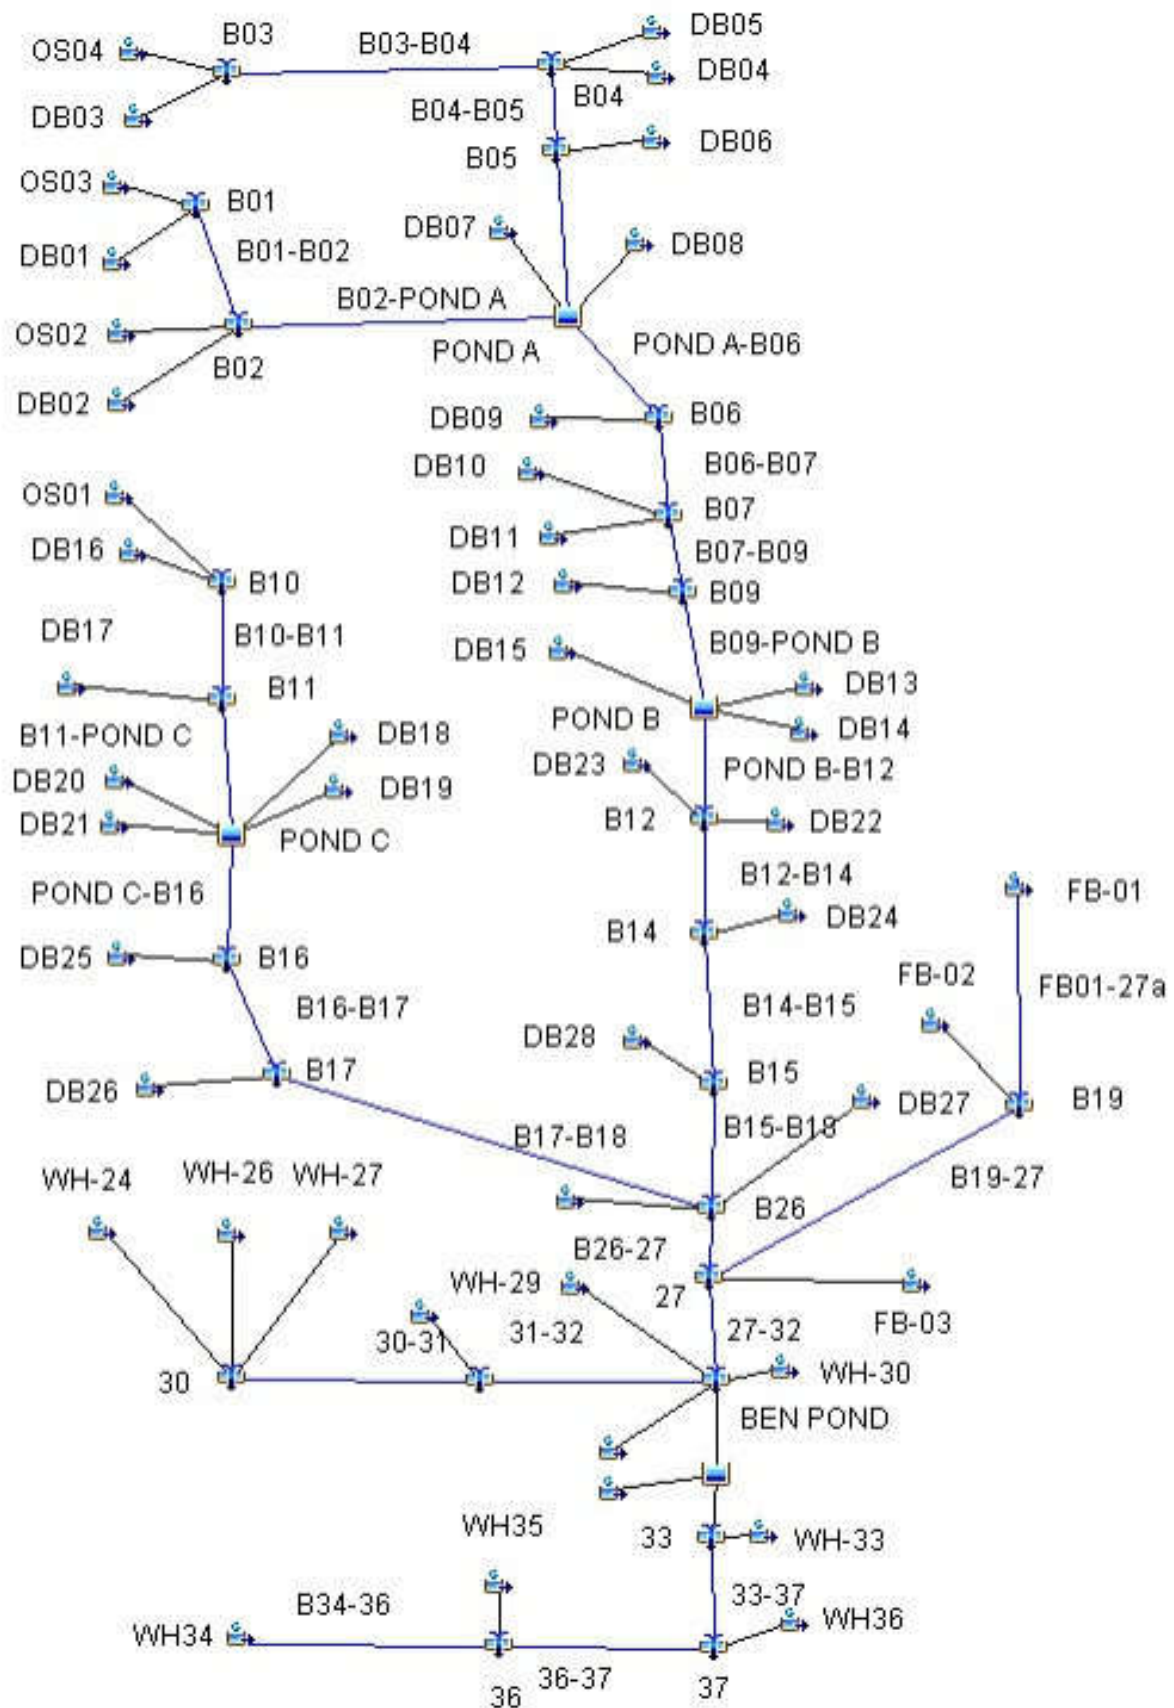 B03
OS04
B03-B04
DB05
DB04
B04
DB03
B04-B05
DB06
B05
OS03
B01
DB07
DB08
DB01
B01-B02
B02-POND A
OS02
POND A
POND A-B06
B02
DB02
DB09
B06
DB10
B06-B07
OS01
B07
DB11
DB16
B07-B09
DB12
B10
B09
DB17
B10-B11
DB15
B09-POND B
B11
DB13
B11-POND C
POND B
DB14
DB18
DB23
POND B-B12
DB20
DB19
DB21
B12
DB22
POND C
B12-B14
POND C-B16
FB-01
DB24
B14
DB25
B16
FB-02
FB01-27a
B16-B17
B14-B15
DB28
B17
B15
DB26
DB27
B19
B17-B18
B15-B18
WH-24
WH-26
WH-27
B19-27
B26
B26-27
WH-29
27
FB-03
31-32
27-32
30-31
30
WH-30
BEN POND
WH35
33
WH-33
B34-36
33-37
WH36
WH34
36-37
36
37